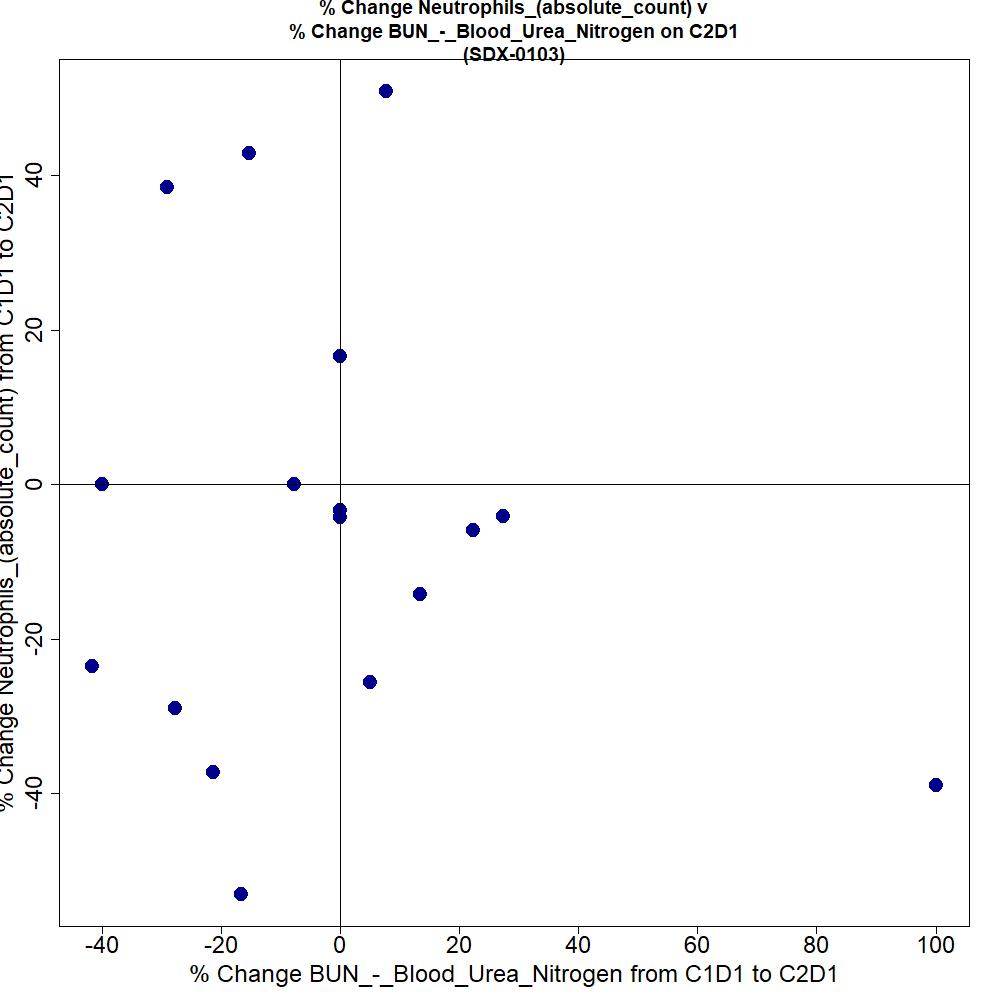 % Change Neutrophils_(absolute_count) v
% Change BUN_-_Blood_Urea_Nitrogen on C2D1
(SDX-0103)
% Change Neutrophils_(absolute_count) from C1D1 to C2D1
40
20
0
-20
-40
-40 -20 0 20 40 60 80 100
% Change BUN_-_Blood_Urea_Nitrogen from C1D1 to C2D1